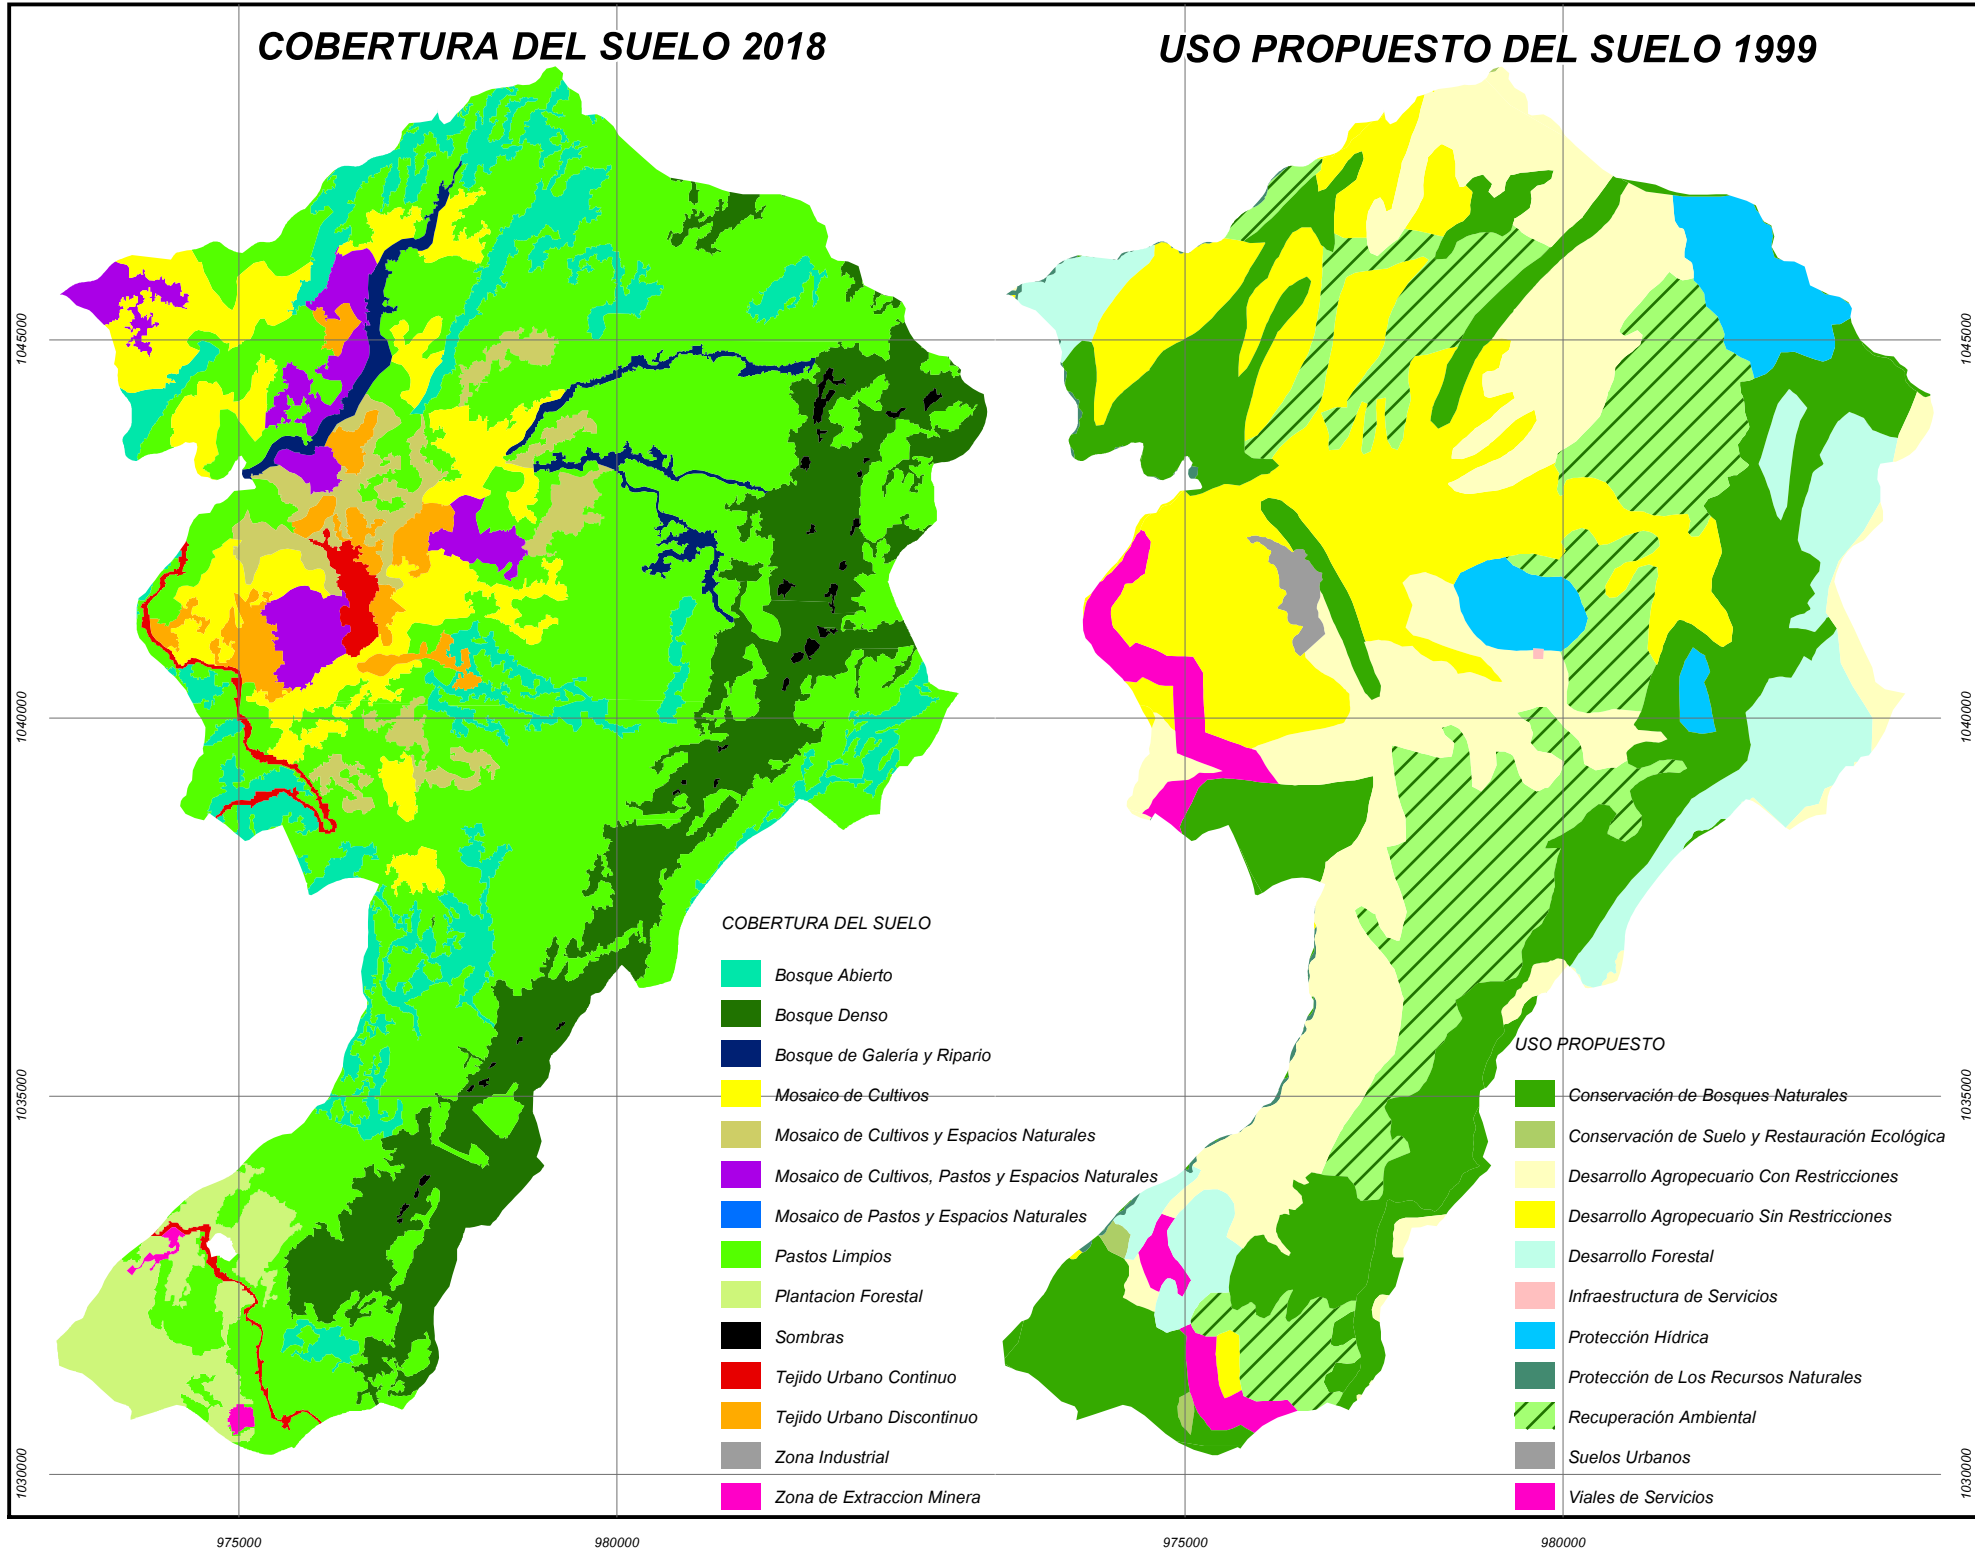 COBERTURA DEL SUELO 2018
USO PROPUESTO DEL SUELO 1999
1045000
1040000
1035000
1030000
COBERTURA DEL SUELO
Bosque Abierto
Bosque Denso
Bosque de Galería y Ripario
Mosaico de Cultivos
Mosaico de Cultivos y Espacios Naturales
Mosaico de Cultivos, Pastos y Espacios Naturales
Mosaico de Pastos y Espacios Naturales
Pastos Limpios
Plantacion Forestal
Sombras
Tejido Urbano Continuo
Tejido Urbano Discontinuo
Zona Industrial
Zona de Extraccion Minera
USO PROPUESTO
Conservación de Bosques Naturales
Conservación de Suelo y Restauración Ecológica
Desarrollo Agropecuario Con Restricciones
Desarrollo Agropecuario Sin Restricciones
Desarrollo Forestal
Infraestructura de Servicios
Protección Hídrica
Protección de Los Recursos Naturales
Recuperación Ambiental
Suelos Urbanos
Viales de Servicios
1045000
1040000
1035000
1030000
975000
980000
975000
980000